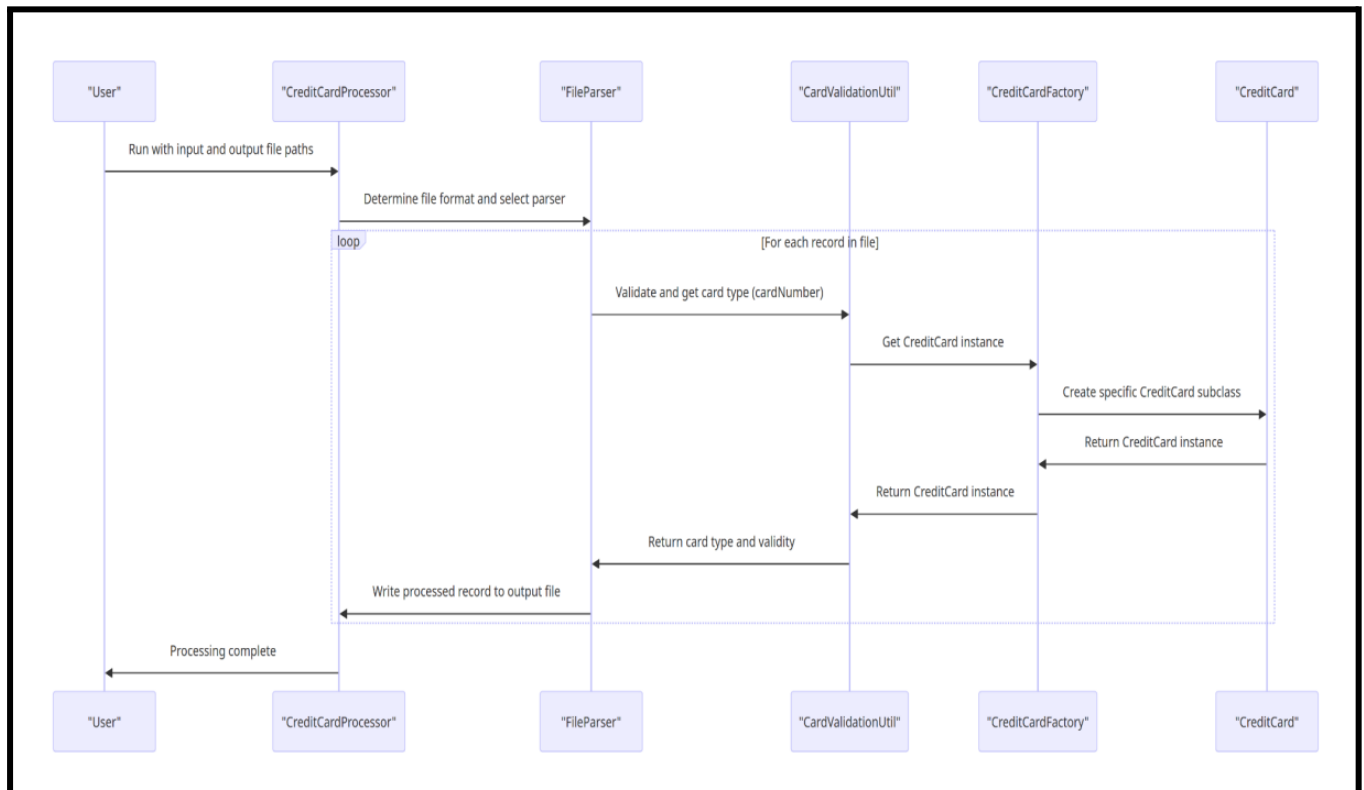 "User"
"CreditCardProcessor"
"FileParser"
"CardValidationUtil"
"CreditCardFactory"
"CreditCard"
Run with input and output file paths
Determine file format and select parser
loop
[For each record in file]
Validate and get card type (cardNumber)
Get CreditCard instance
Create specific CreditCard subclass
Return CreditCard instance
Return CreditCard instance
Return card type and validity
Write processed record to output file
Processing complete
"User"
"CreditCardProcessor"
"FileParser"
"CardValidationUtil"
"CreditCardFactory"
"CreditCard"